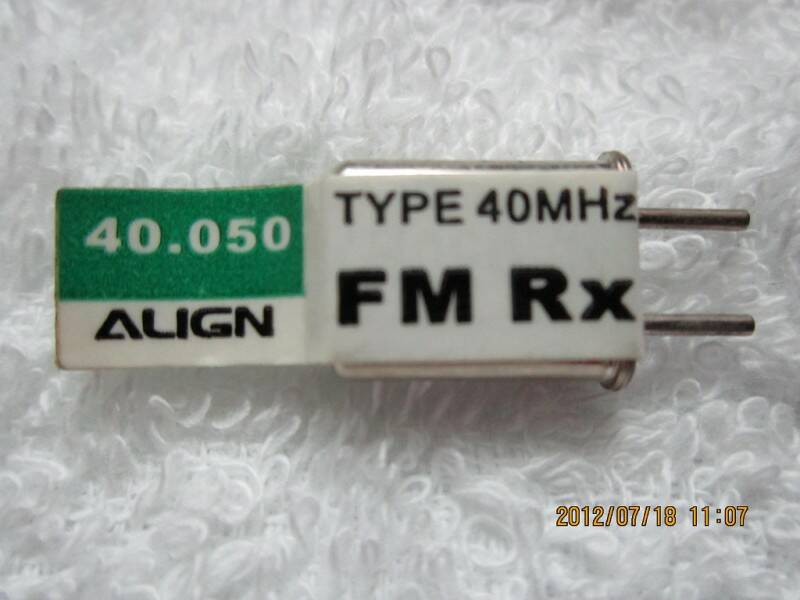 40.050
ALIGN
TYPE 40MHz
FM Rx
2012/07/18 11:07